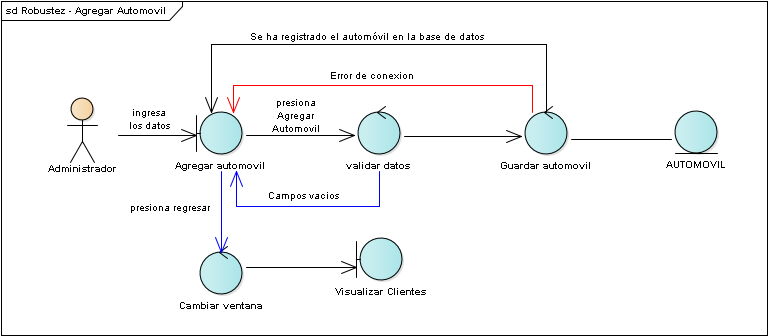 sd Robustez - Agregar Automovil
Se ha registrado el automóvil en la base de datos
Error de conexion
ingresa
los datos
presiona
Agregar
Automovil
Administrador
Agregar automovil
validar datos
Guardar automovil
AUTOMOVIL
Campos vacios
presiona regresar
Cambiar ventana
Visualizar Clientes